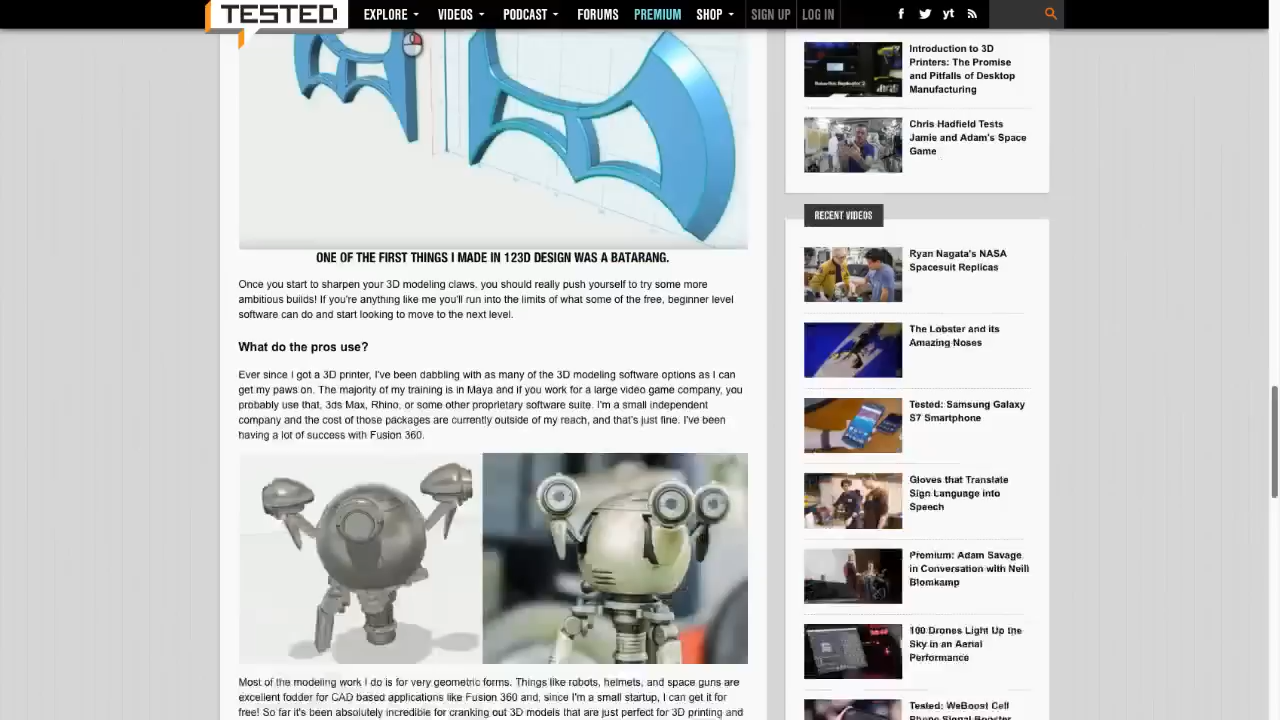 TESTED
EXPLORE VIDEOS PODCAST FORUMS PREMIUM SHOP SIGN UP LOG IN
ONE OF THE FIRST THINGS I MADE IN 123D DESIGN WAS A BATARANG.
Once you start to sharpen your 3D modeling claws, you should really push yourself to try some more
ambitious builds! If you're anything like me you'll run into the limits of what some of the free, beginner level
software can do and start looking to move to the next level.
What do the pros use?
Ever since I got a 3D printer, I've been dabbling with as many of the 3D modeling software options as I can
get my paws on. The majority of my training is in Maya and if you work for a large video game company, you
probably use that, 3ds Max, Rhino, or some other proprietary software suite. I'm a small independent
company and the cost of those packages are currently outside of my reach, and that's just fine. I've been
having a lot of success with Fusion 360.
Most of the modeling work I do is for very geometric forms. Things like robots, helmets, and space guns are
excellent fodder for CAD based applications like Fusion 360 and, since I'm a small startup, I can get it for
free! So far it's been absolutely incredible for cranking out 3D models that are just perfect for 3D printing and
Introduction to 3D
Printers: The Promise
and Pitfalls of Desktop
Manufacturing
Chris Hadfield Tests
Jamie and Adam's Space
Game
RECENT VIDEOS
Ryan Nagata's NASA
Spacesuit Replicas
The Lobster and its
Amazing Noses
Tested: Samsung Galaxy
S7 Smartphone
Gloves that Translate
Sign Language into
Speech
Premium: Adam Savage
in Conversation with Neill
Blomkamp
100 Drones Light Up the
Sky in an Aerial
Performance
Tested: WeBoost Cell
Phone Signal Booster